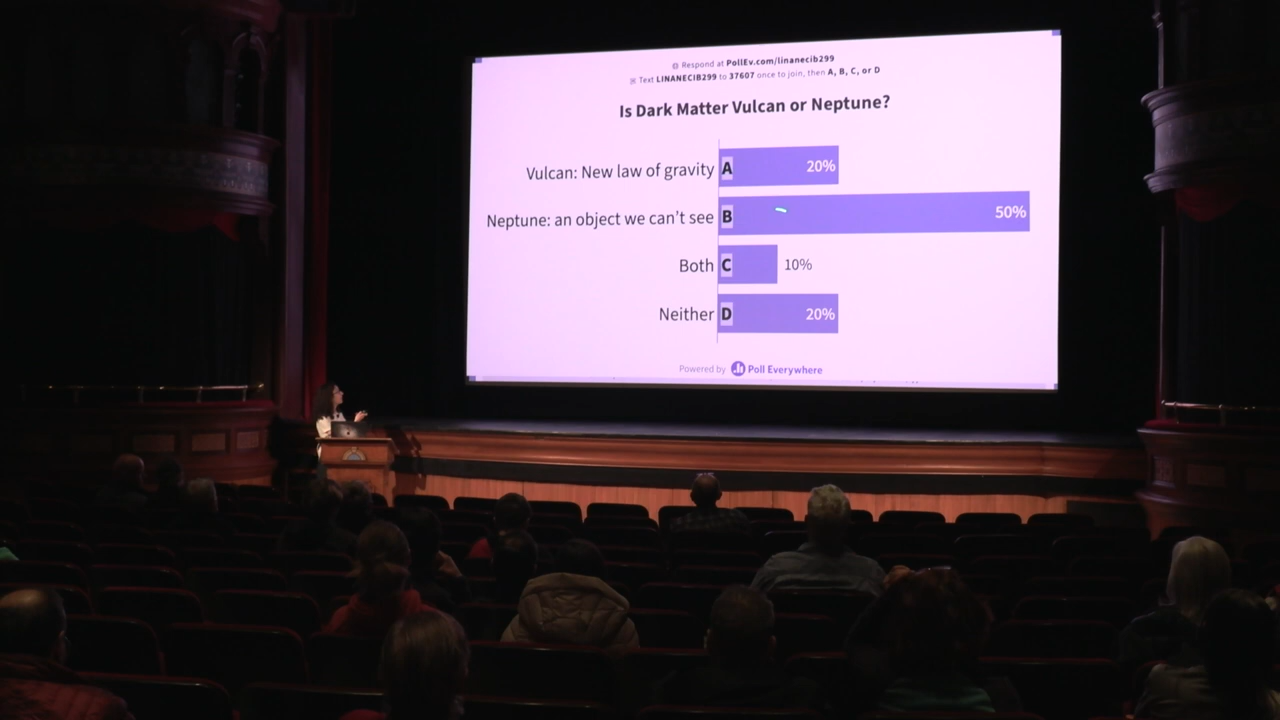 Respond at PollEv.com/linanecib299
Text LINANECIB299 to 37607 once to join, then A, B, C, or D
Is Dark Matter Vulcan or Neptune?
Vulcan: New law of gravity A 20%
Neptune: an object we can't see B 50%
Both C 10%
Neither D 20%
Powered by Poll Everywhere